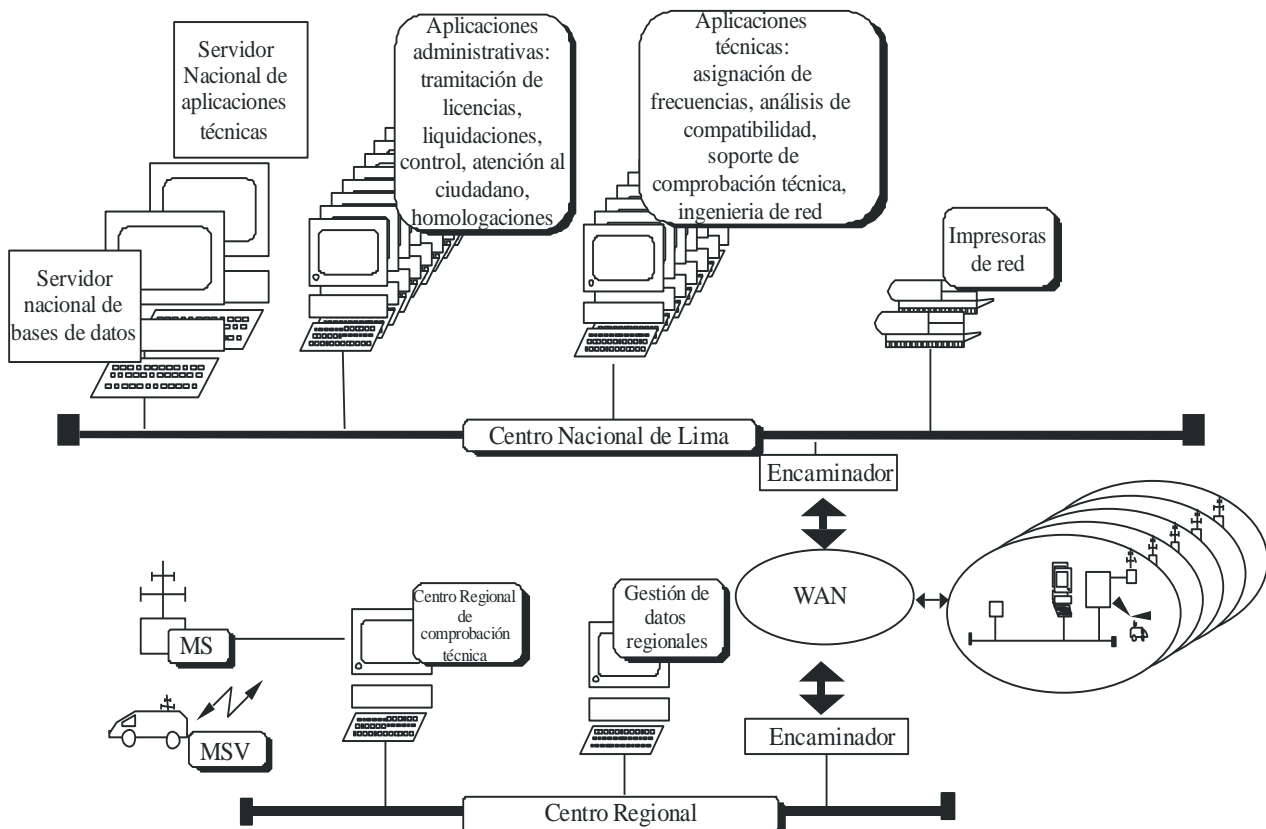 Servidor
Nacional de
aplicaciones
técnicas
Aplicaciones
administrativas:
tramitación de
licencias,
liquidaciones,
control, atención al
ciudadano,
homologaciones
Aplicaciones
técnicas:
asignación de
frecuencias, análisis de
compatibilidad,
soporte de
comprobación técnica,
ingenieria de red
Impresoras
de red
Servidor
nacional de
bases de datos
Centro Nacional de Lima
Encaminador
WAN
Centro Regional
de
comprobación
técnica
Gestión de
datos
regionales
MS
MSV
Encaminador
Centro Regional